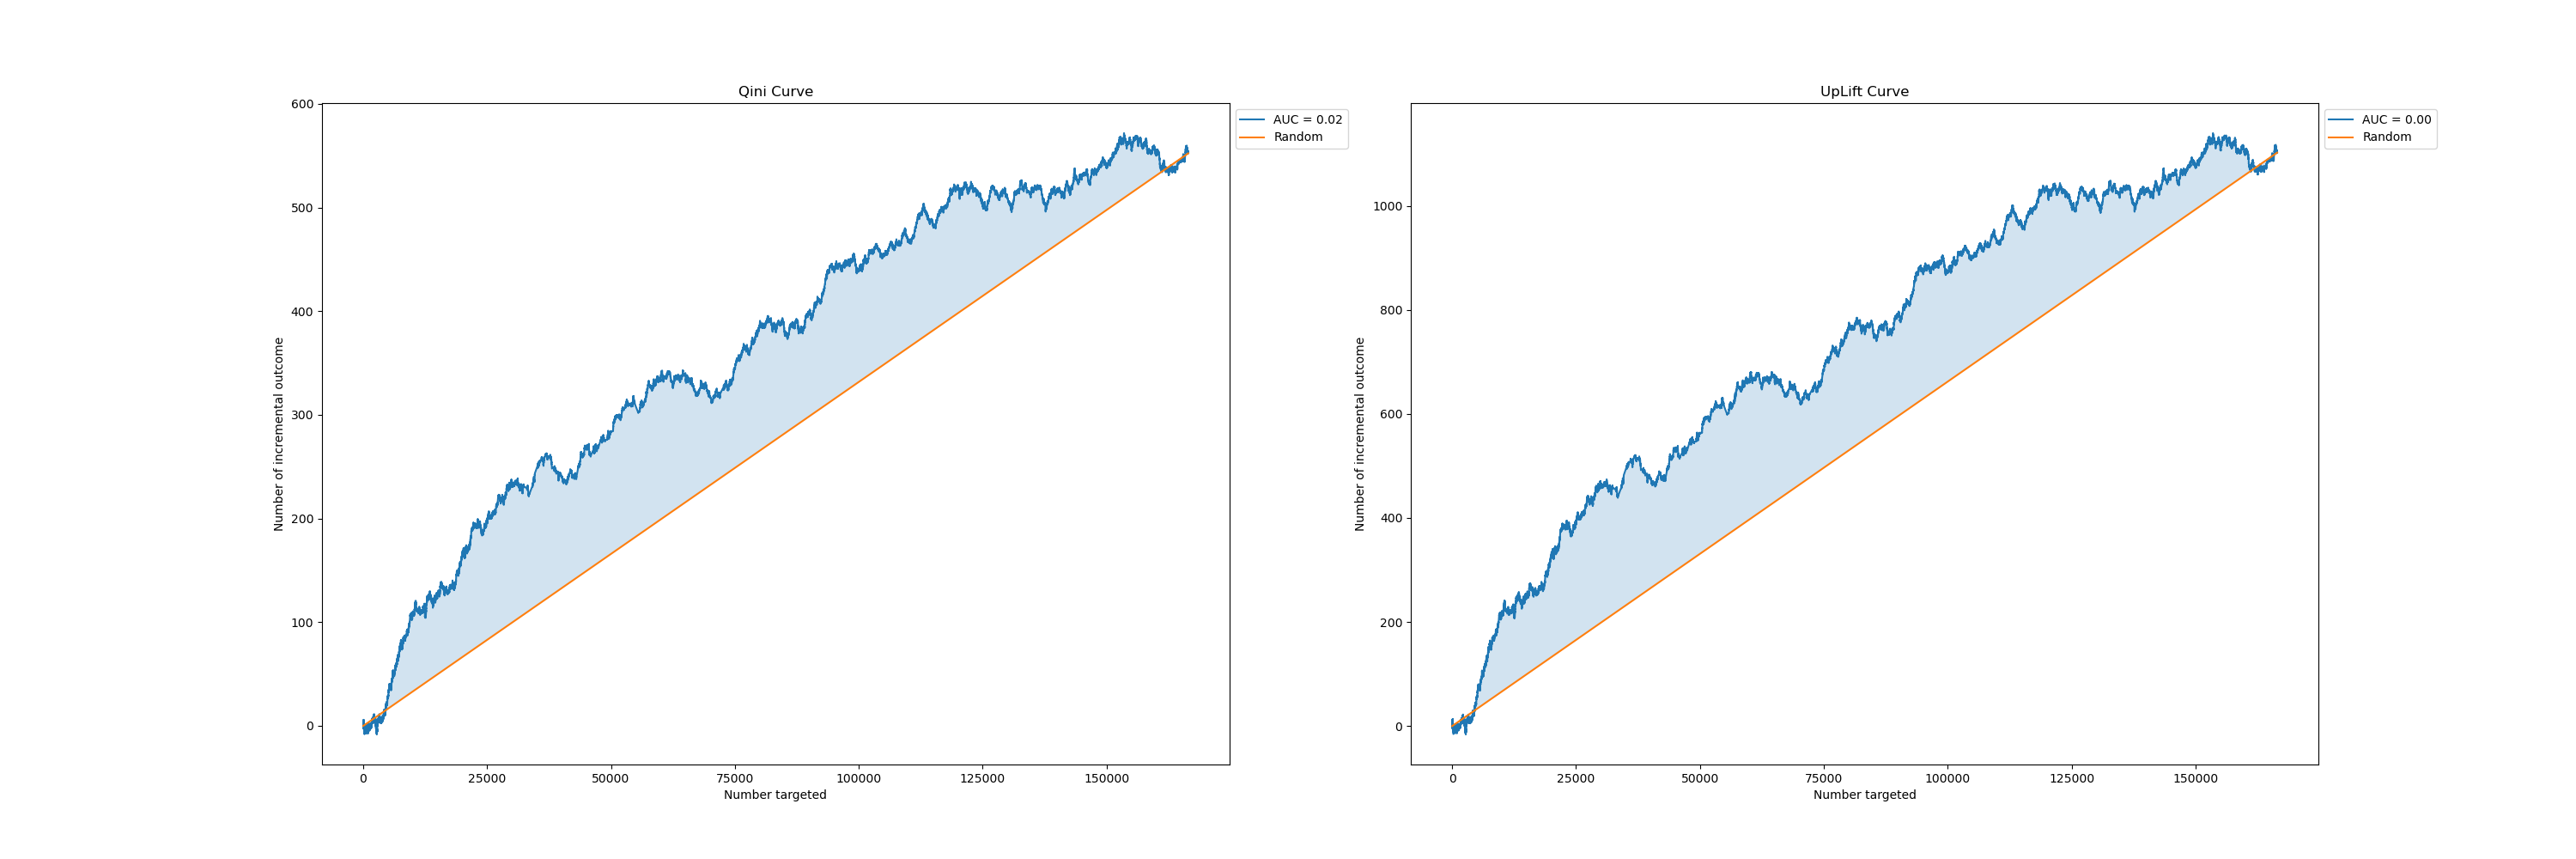 Qini Curve
600
500
400
300
200
100
0
Number of incremental outcome
0 25000 50000 75000 100000 125000 150000
Number targeted
AUC = 0.02
Random
UpLift Curve
1000
800
600
400
200
0
Number of incremental outcome
0 25000 50000 75000 100000 125000 150000
Number targeted
AUC = 0.00
Random